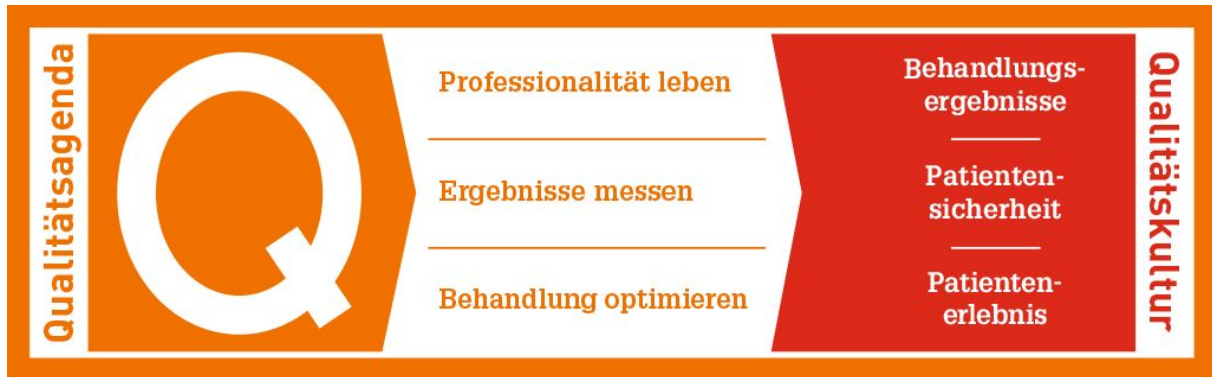 Qualitätsagenda
Q
Professionalität leben
Ergebnisse messen
Behandlung optimieren
Behandlungs-
ergebnisse
Patienten-
sicherheit
Patienten-
erlebnis
Qualitätskultur